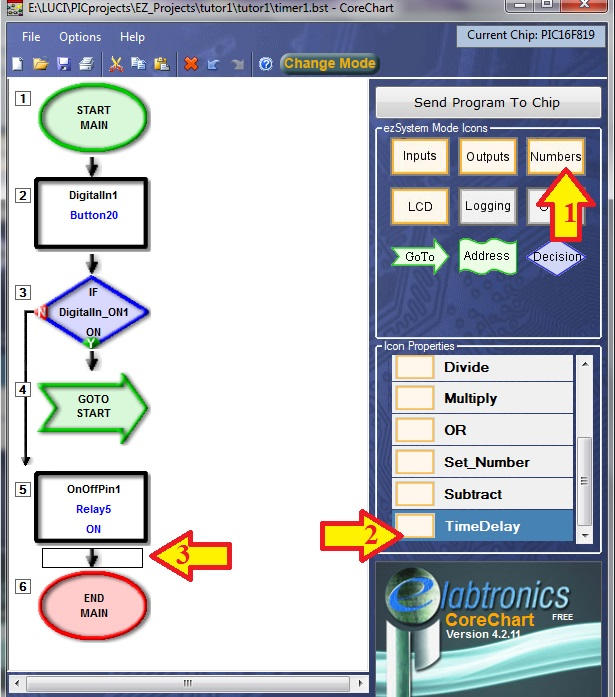 E:\LUCI\PICprojects\EZ_Projects\tutor1\tutor1\timer1.bst - CoreChart
File Options Help
Current Chip: PIC16F819
Change Mode
1
START
MAIN
2
DigitalIn1
Button20
3
IF
DigitalIn_ON1
ON
N
Y
4
GOTO
START
5
OnOffPin1
Relay5
ON
3
6
END
MAIN
Send Program To Chip
ezSystem Mode Icons
Inputs Outputs Numbers
1
LCD Logging
GoTo Address Decision
Icon Properties
Divide
Multiply
OR
Set_Number
Subtract
2
TimeDelay
elabtronics
CoreChart FREE
Version 4.2.11